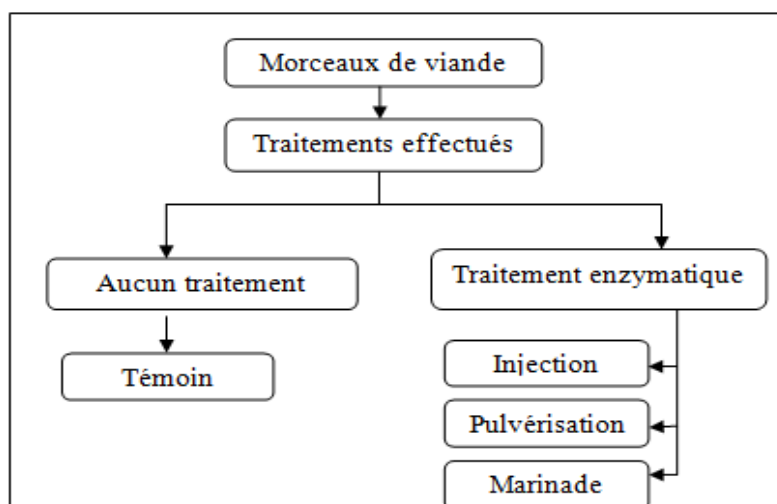 Morceaux de viande
Traitements effectués
Aucun traitement
Traitement enzymatique
Témoin
Injection
Pulvérisation
Marinade